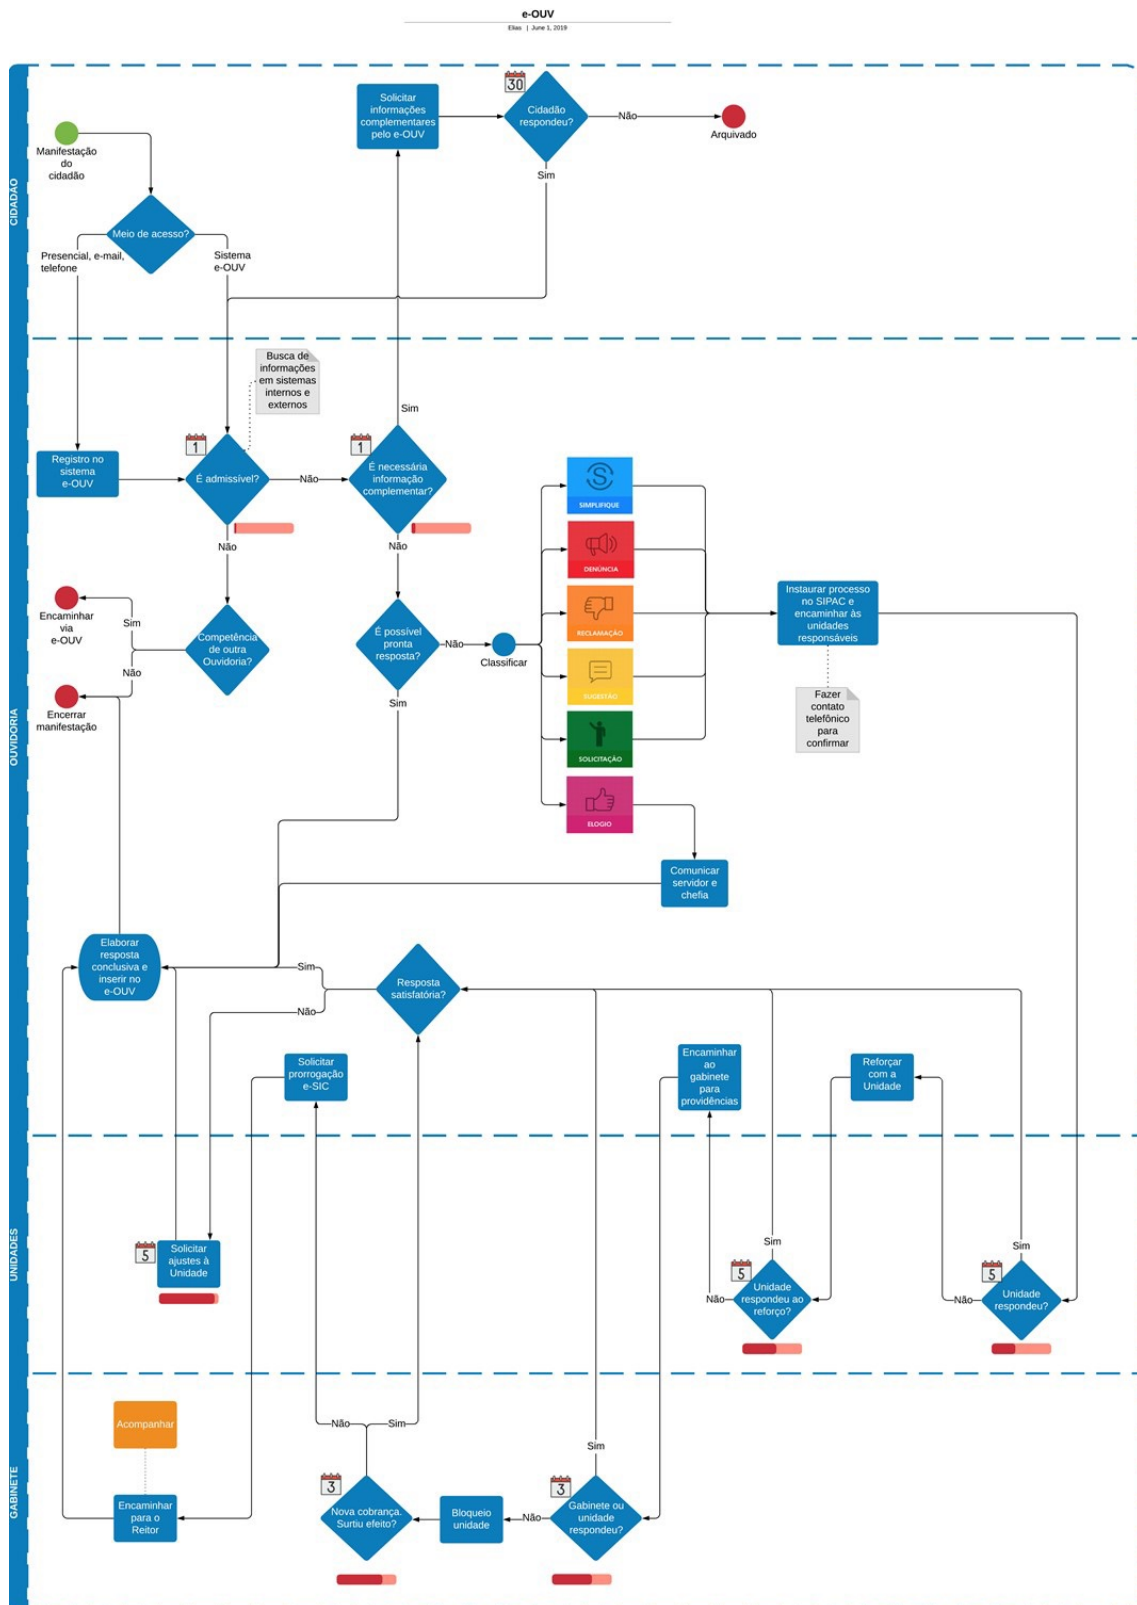 e-OUV
Elias | June 1, 2019
CIDADÃO
Manifestação
do
cidadão
Meio de acesso?
Presencial, e-mail,
telefone
Sistema
e-OUV
Solicitar
informações
complementares
pelo e-OUV
30
Cidadão
respondeu?
Não
Arquivado
Sim
OUVIDORIA
Busca de
informações
em sistemas
internos e
externos
Registro no
sistema
e-OUV
1
É admissível?
Não
1
É necessária
informação
complementar?
Sim
Não
Não
Encaminhar
via
e-OUV
Sim
Competência
de outra
Ouvidoria?
Não
Encerrar
manifestação
É possível
pronta
resposta?
Não
Classificar
Sim
SIMPLIFIQUE
DENÚNCIA
RECLAMAÇÃO
SUGESTÃO
SOLICITAÇÃO
ELOGIO
Instaurar processo
no SIPAC e
encaminhar às
unidades
responsáveis
Fazer
contato
telefônico
para
confirmar
Comunicar
servidor e
chefia
Elaborar
resposta
conclusiva e
inserir no
e-OUV
Sim
Não
Resposta
satisfatória?
Solicitar
prorrogação
e-SIC
Encaminhar
ao
gabinete
para
providências
Reforçar
com a
Unidade
UNIDADES
5
Solicitar
ajustes à
Unidade
Sim
5
Unidade
respondeu ao
reforço?
Não
Sim
5
Unidade
respondeu?
Não
GABINETE
Acompanhar
Encaminhar
para o
Reitor
Não
Sim
3
Nova cobrança.
Surtiu efeito?
Bloqueio
unidade
Não
Sim
3
Gabinete ou
unidade
respondeu?